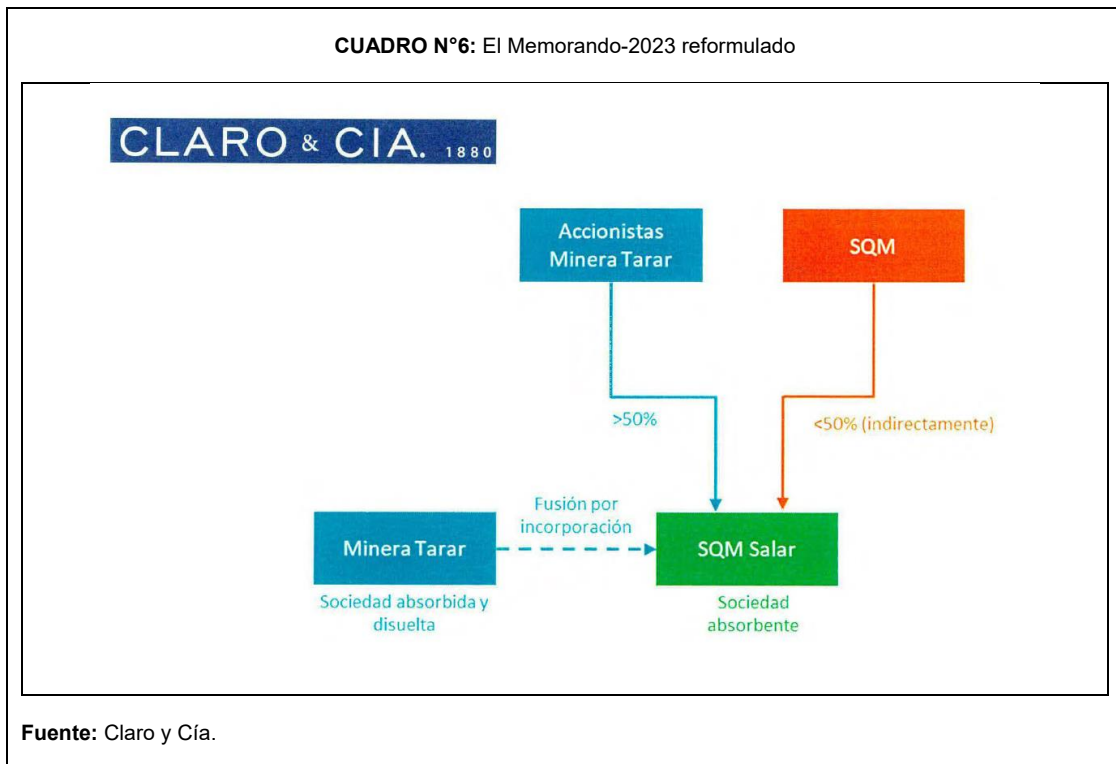 CUADRO N°6: El Memorando-2023 reformulado
CLARO & CIA. 1880
Accionistas
Minera Tarar
SQM
>50%
<50% (indirectamente)
Fusión por
incorporación
Minera Tarar
SQM Salar
Sociedad absorbida y
disuelta
Sociedad
absorbente
Fuente: Claro y Cía.